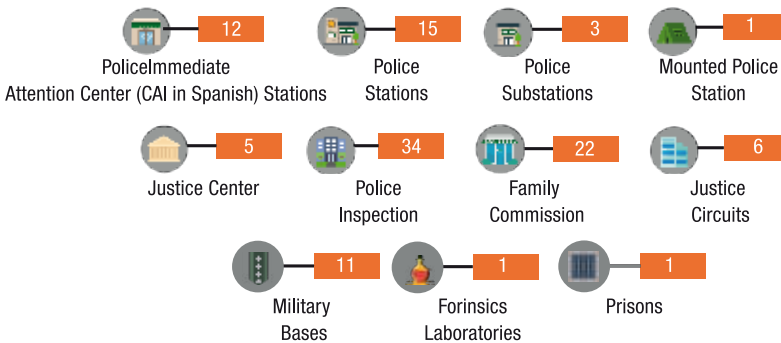 12
15
3
1
PoliceImmediate
Attention Center (CAI in Spanish) Stations
Police
Stations
Police
Substations
Mounted Police
Station
5
34
22
6
Justice Center
Police
Inspection
Family
Commission
Justice
Circuits
11
1
1
Military
Bases
Forinsics
Laboratories
Prisons